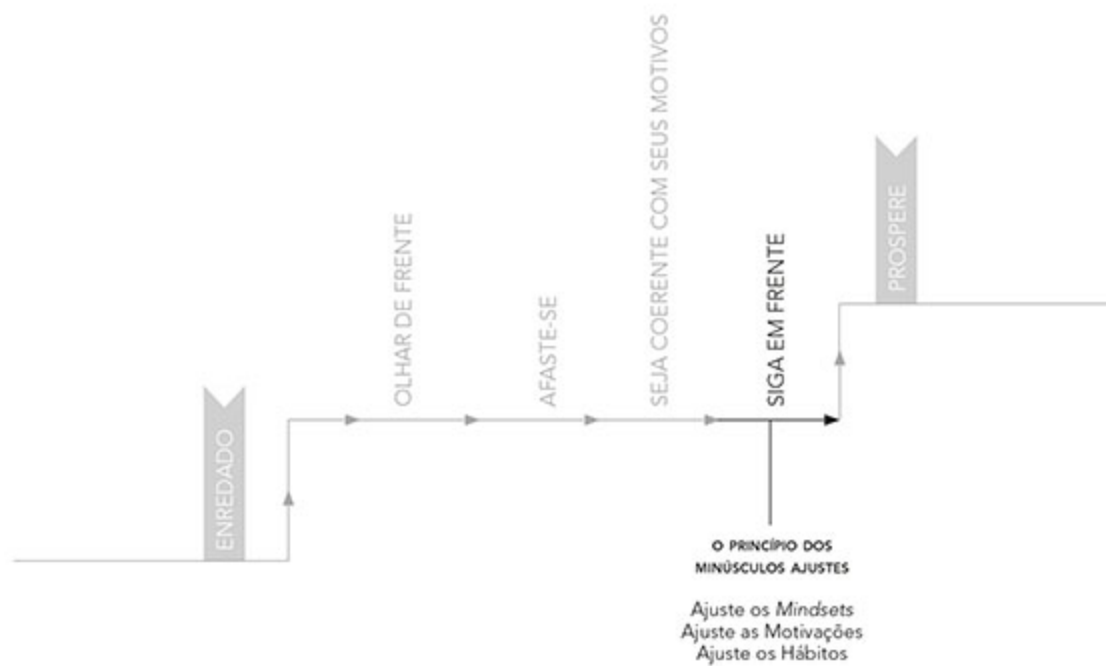 ENREDADO
OLHAR DE FRENTE
AFASTE-SE
SEJA COERENTE COM SEUS MOTIVOS
SIGA EM FRENTE
PROSPERE
O PRINCÍPIO DOS
MINÚSCULOS AJUSTES
Ajuste os Mindsets
Ajuste as Motivações
Ajuste os Hábitos